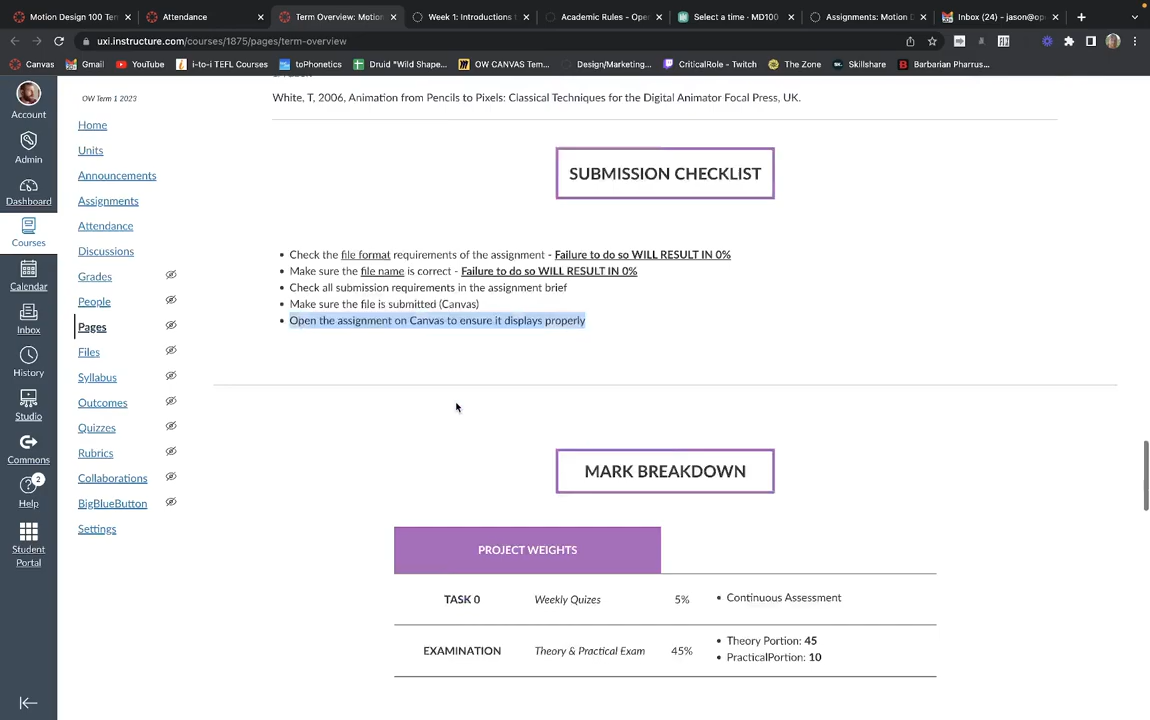 Motion Design 100 Ter
Attendance
Term Overview: Motion
Week 1: Introductions
Academic Rules - Open
Select a time · MD100
Assignments: Motion D
Inbox (24) - jason@ope
uxi.instructure.com/courses/1875/pages/term-overview
Canvas
Gmail
YouTube
i-to-i TEFL Courses
toPhonetics
Druid "Wild Shape...
OW CANVAS Tem...
Design/Marketing...
CriticalRole - Twitch
The Zone
Skillshare
Barbarian Pharrus...
Account
Admin
Dashboard
Courses
Calendar
Inbox
History
Studio
Commons
2
Help
Student
Portal
OW Term 1 2023
Home
Units
Announcements
Assignments
Attendance
Discussions
Grades
People
Pages
Files
Syllabus
Outcomes
Quizzes
Rubrics
Collaborations
BigBlueButton
Settings
White, T, 2006, Animation from Pencils to Pixels: Classical Techniques for the Digital Animator Focal Press, UK.
SUBMISSION CHECKLIST
• Check the file format requirements of the assignment - Failure to do so WILL RESULT IN 0%
• Make sure the file name is correct - Failure to do so WILL RESULT IN 0%
• Check all submission requirements in the assignment brief
• Make sure the file is submitted (Canvas)
• Open the assignment on Canvas to ensure it displays properly
MARK BREAKDOWN
PROJECT WEIGHTS
TASK 0 Weekly Quizes 5% • Continuous Assessment
EXAMINATION Theory & Practical Exam 45% • Theory Portion: 45
• PracticalPortion: 10